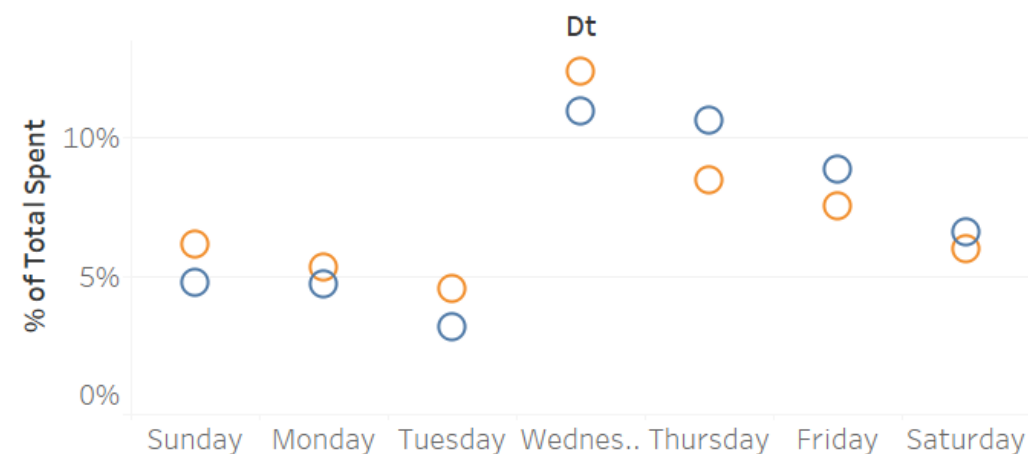 Dt
% of Total Spent
10%
5%
0%
Sunday Monday Tuesday Wednes.. Thursday Friday Saturday